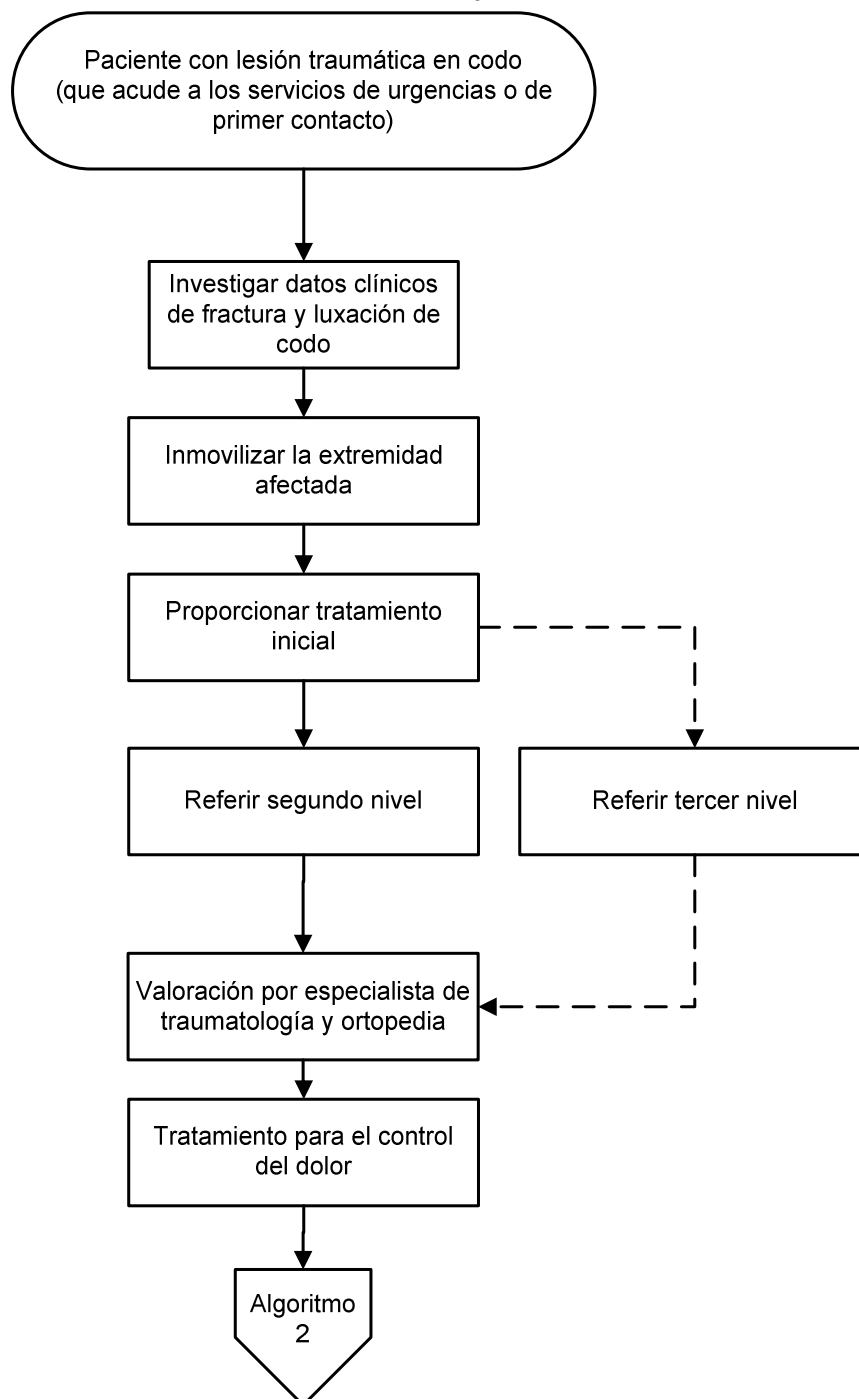 Paciente con lesión traumática en codo
(que acude a los servicios de urgencias o de
primer contacto)
Investigar datos clínicos
de fractura y luxación de
codo
Inmovilizar la extremidad
afectada
Proporcionar tratamiento
inicial
Referir segundo nivel
Referir tercer nivel
Valoración por especialista de
traumatología y ortopedia
Tratamiento para el control
del dolor
Algoritmo
2